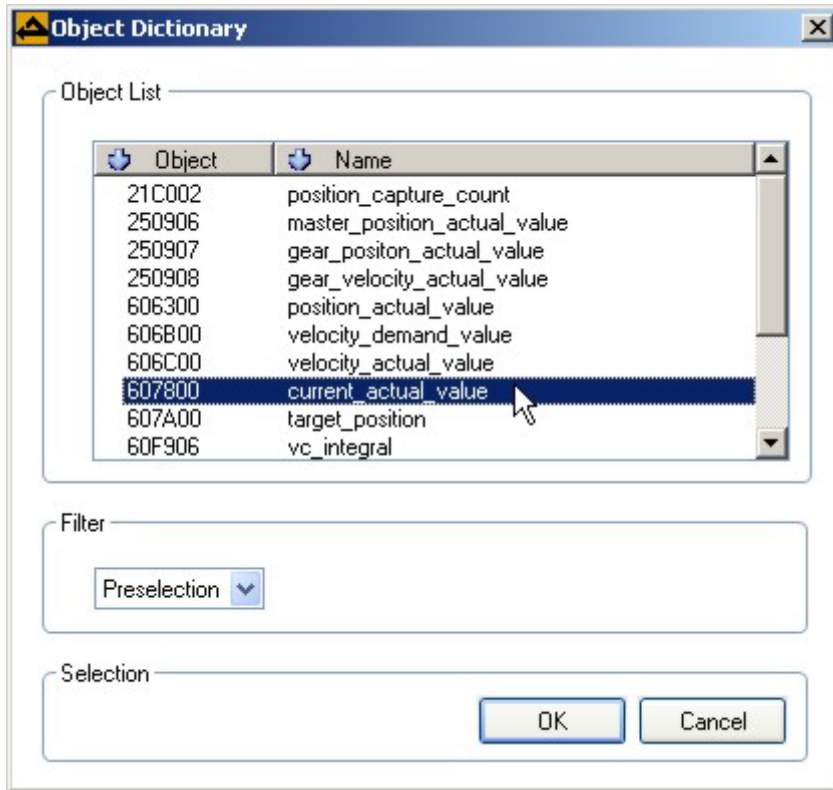 Object Dictionary
Object List
Object Name
21C002 position_capture_count
250906 master_position_actual_value
250907 gear_positon_actual_value
250908 gear_velocity_actual_value
606300 position_actual_value
606B00 velocity_demand_value
606C00 velocity_actual_value
607800 current_actual_value
607A00 target_position
60F906 vc_integral
Filter
Preselection
Selection
OK Cancel